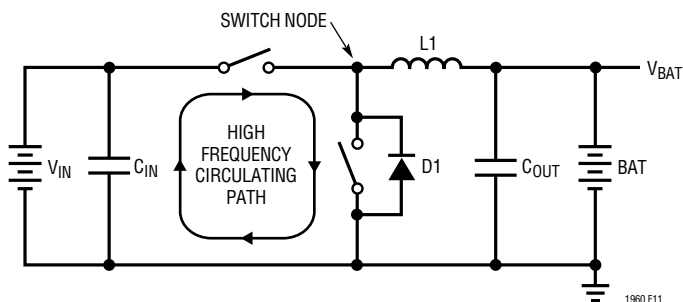 SWITCH NODE
L1
V_BAT
V_IN
C_IN
HIGH
FREQUENCY
CIRCULATING
PATH
D1
C_OUT
BAT
1960 F11